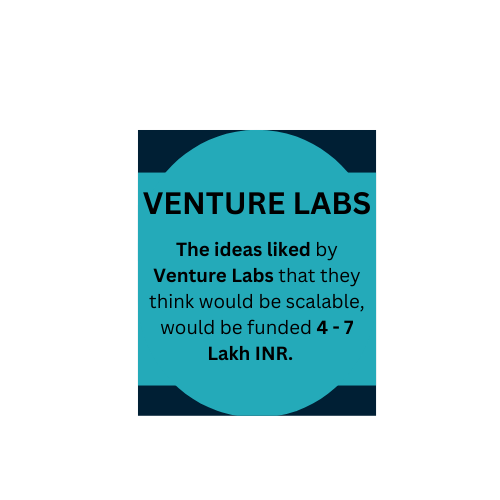 VENTURE LABS
The ideas liked by
Venture Labs that they
think would be scalable,
would be funded 4 - 7
Lakh INR.